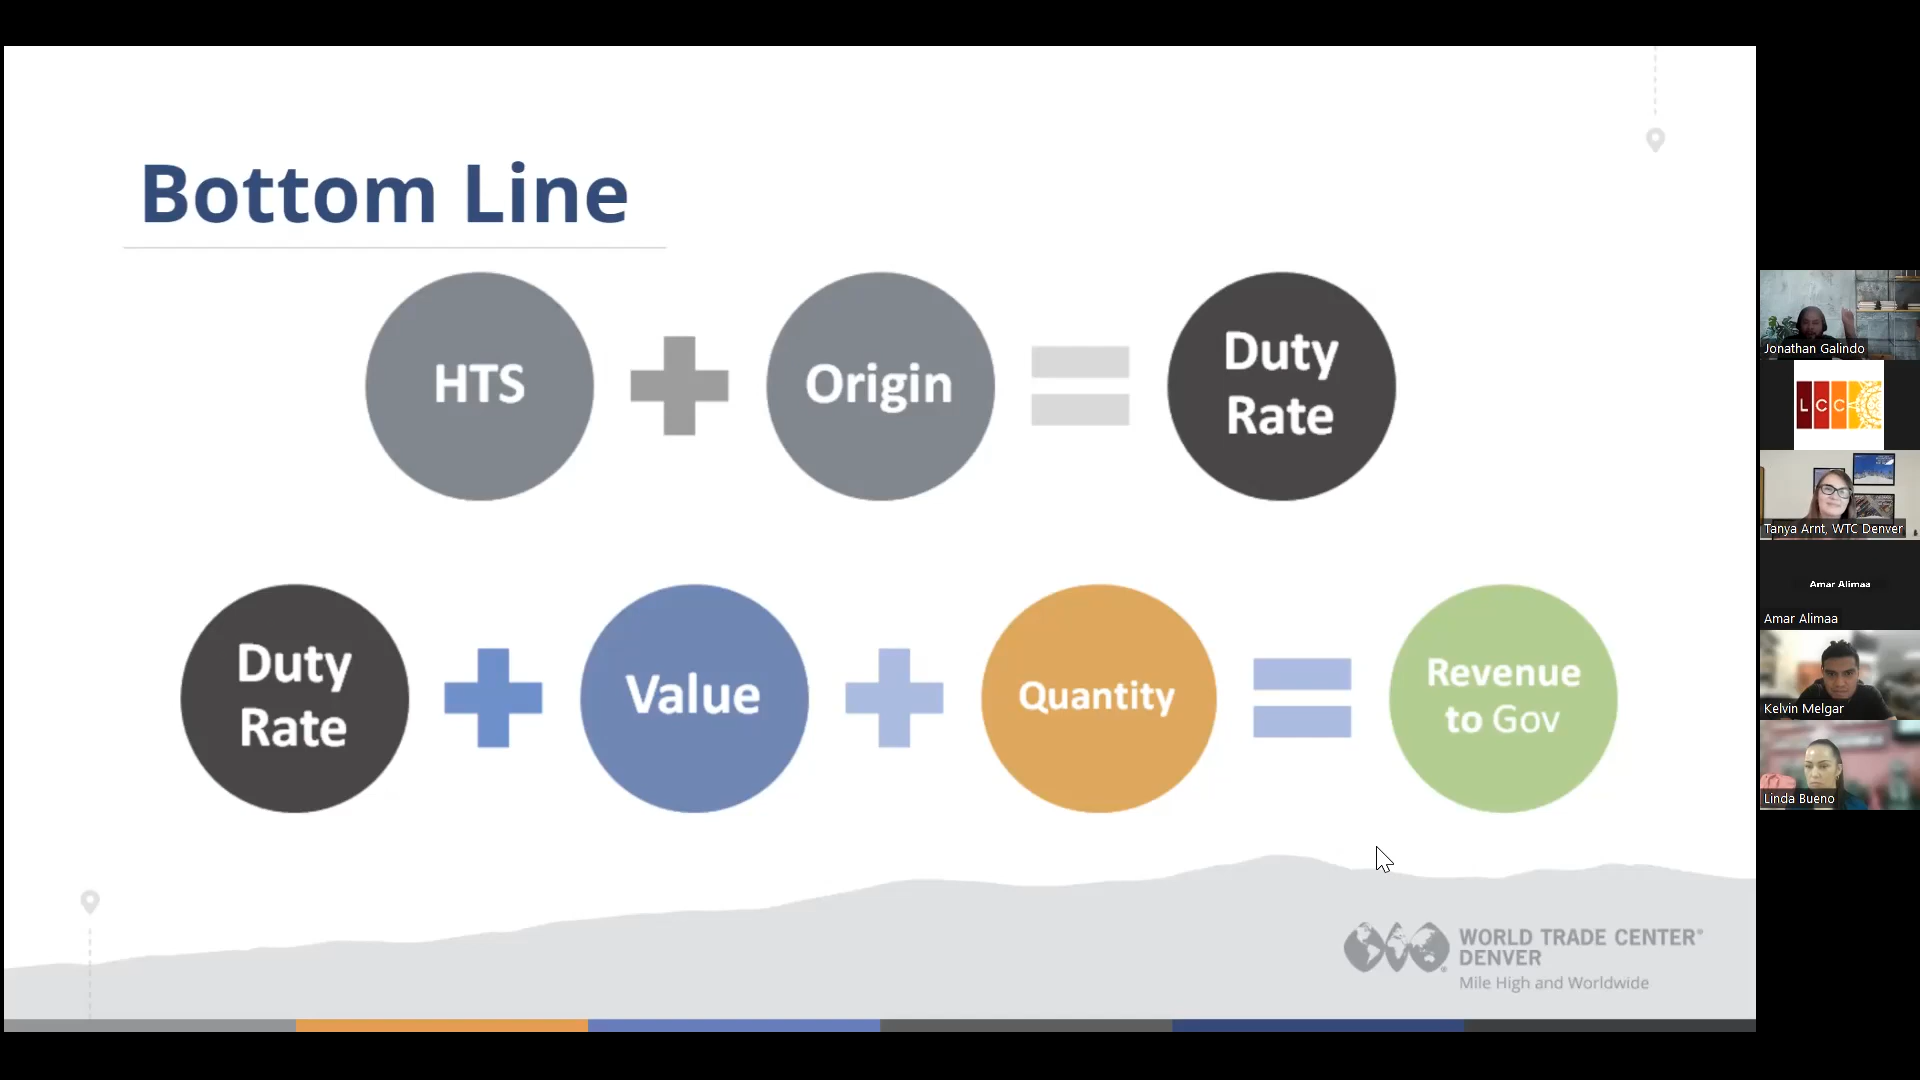 Bottom Line
HTS
Origin
Duty
Rate
Duty
Rate
Value
Quantity
Revenue
to Gov
WORLD TRADE CENTER®
DENVER
Mile High and Worldwide
Jonathan Galindo
LCC
Tanya Arnt, WTC Denver
Amar Alimaa
Amar Alimaa
Kelvin Melgar
Linda Bueno